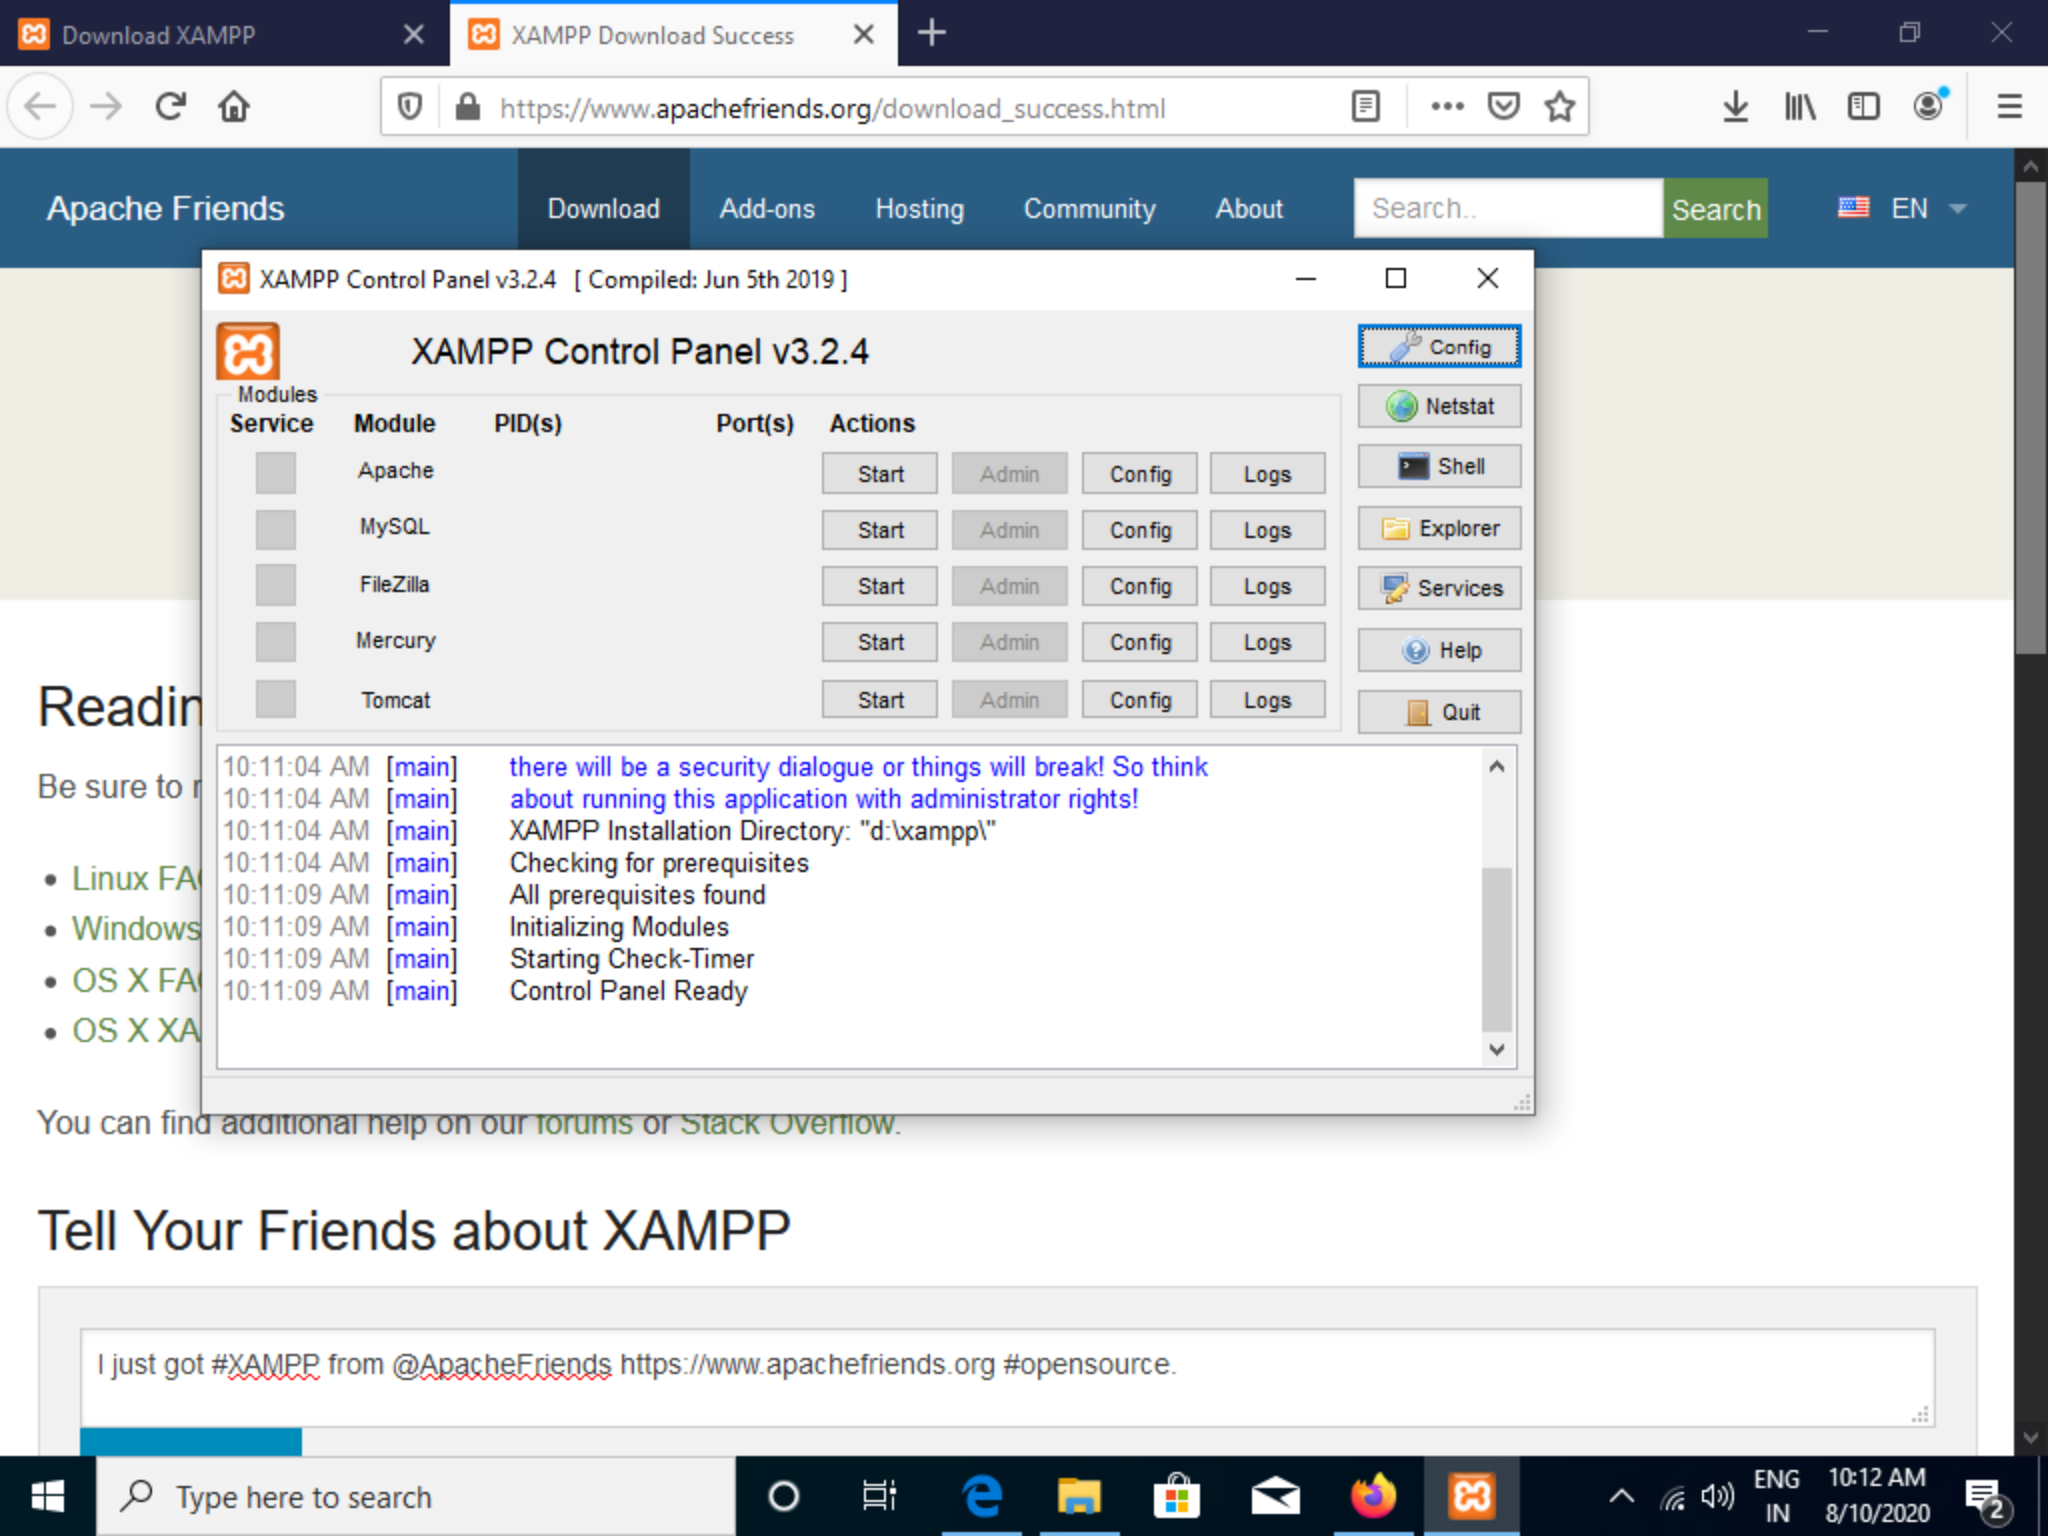 Download XAMPP
XAMPP Download Success
https://www.apachefriends.org/download_success.html
Apache Friends
Download
Add-ons
Hosting
Community
About
Search..
Search
EN
XAMPP Control Panel v3.2.4 [ Compiled: Jun 5th 2019 ]
XAMPP Control Panel v3.2.4
Config
Modules
Service Module PID(s) Port(s) Actions
Netstat
Apache Start Admin Config Logs
Shell
MySQL Start Admin Config Logs
Explorer
FileZilla Start Admin Config Logs
Services
Mercury Start Admin Config Logs
Help
Tomcat Start Admin Config Logs
Quit
10:11:04 AM [main] there will be a security dialogue or things will break! So think
10:11:04 AM [main] about running this application with administrator rights!
10:11:04 AM [main] XAMPP Installation Directory: "d:\xampp\"
10:11:04 AM [main] Checking for prerequisites
10:11:09 AM [main] All prerequisites found
10:11:09 AM [main] Initializing Modules
10:11:09 AM [main] Starting Check-Timer
10:11:09 AM [main] Control Panel Ready
Be sure to
Linux
Windows
OS X
OS X
You can find additional help on our forums or Stack Overflow.
Tell Your Friends about XAMPP
I just got #XAMPP from @ApacheFriends https://www.apachefriends.org #opensource.
Type here to search
ENG
IN
10:12 AM
8/10/2020
2